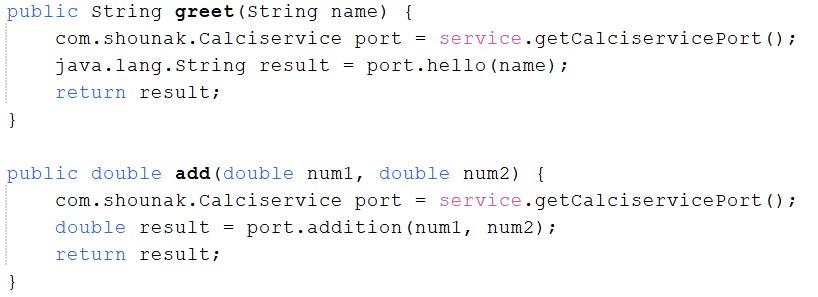 public String greet(String name) {
    com.shounak.Calciservice port = service.getCalciservicePort();
    java.lang.String result = port.hello(name);
    return result;
}

public double add(double num1, double num2) {
    com.shounak.Calciservice port = service.getCalciservicePort();
    double result = port.addition(num1, num2);
    return result;
}